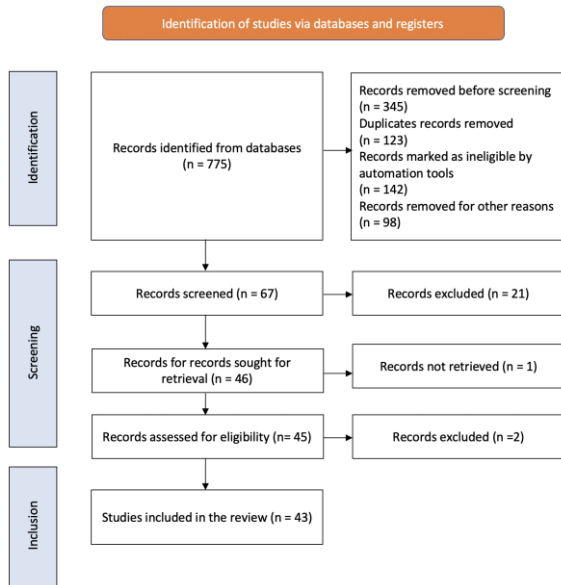 Identification of studies via databases and registers
Identification
Records identified from databases
(n = 775)
Records removed before screening
(n = 345)
Duplicates records removed
(n = 123)
Records marked as ineligible by
automation tools
(n = 142)
Records removed for other reasons
(n = 98)
Screening
Records screened (n = 67)
Records excluded (n = 21)
Records for records sought for
retrieval (n = 46)
Records not retrieved (n = 1)
Records assessed for eligibility (n= 45)
Records excluded (n =2)
Inclusion
Studies included in the review (n = 43)